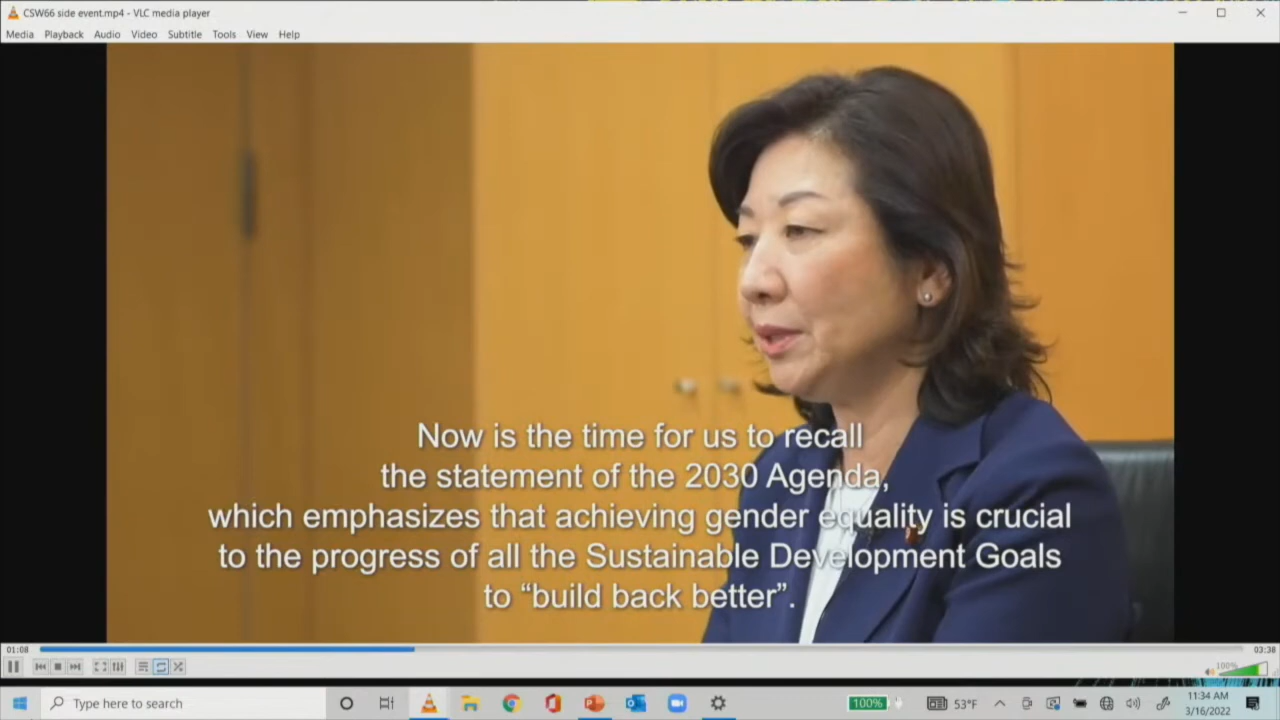 CSW66 side event.mp4 - VLC media player
Media Playback Audio Video Subtitle Tools View Help
Now is the time for us to recall
the statement of the 2030 Agenda,
which emphasizes that achieving gender equality is crucial
to the progress of all the Sustainable Development Goals
to “build back better”.
01:08
03:38
100%
Type here to search
100%
53°F
11:34 AM
3/16/2022